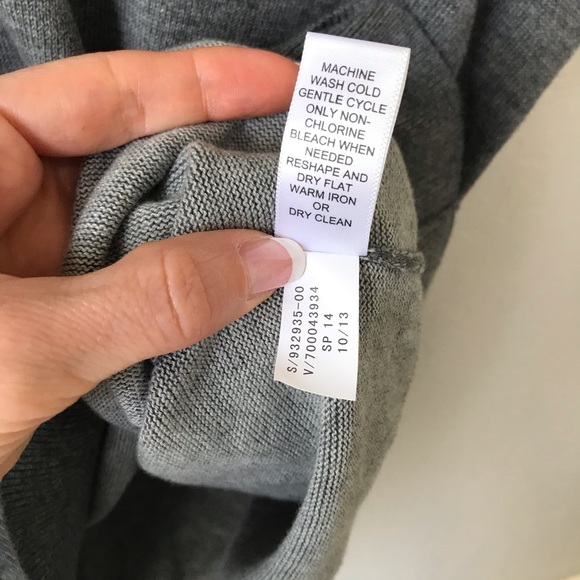 MACHINE
WASH COLD
GENTLE CYCLE
ONLY NON-
CHLORINE
BLEACH WHEN
NEEDED
RESHAPE AND
DRY FLAT
WARM IRON
OR
DRY CLEAN
S/932935-00
V/700043934
SP 14
10/13